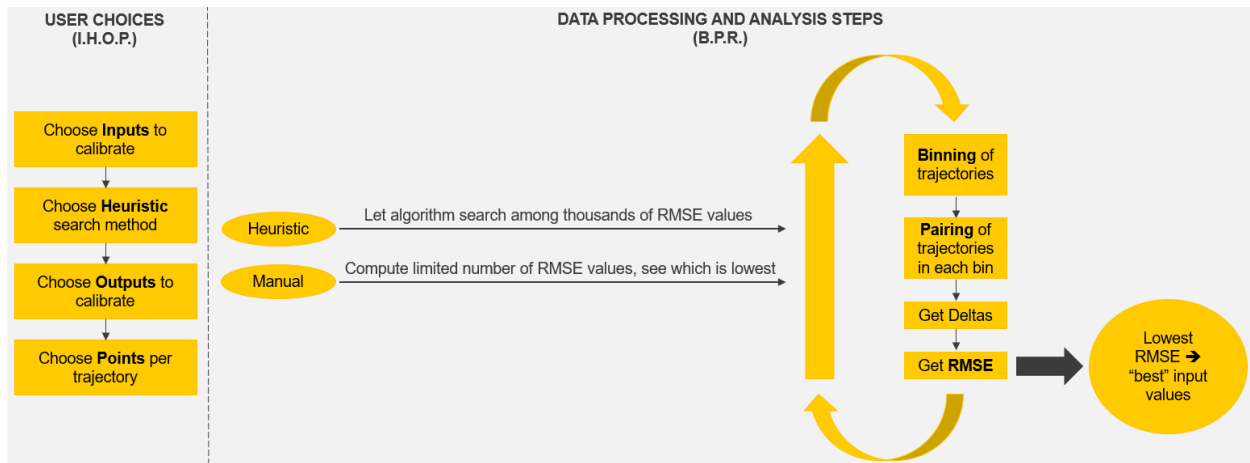 USER CHOICES
(I.H.O.P.)
Choose Inputs to
calibrate
Choose Heuristic
search method
Choose Outputs to
calibrate
Choose Points per
trajectory
DATA PROCESSING AND ANALYSIS STEPS
(B.P.R.)
Heuristic
Let algorithm search among thousands of RMSE values
Manual
Compute limited number of RMSE values, see which is lowest
Binning of
trajectories
Pairing of
trajectories
in each bin
Get Deltas
Get RMSE
Lowest
RMSE ➔
“best” input
values